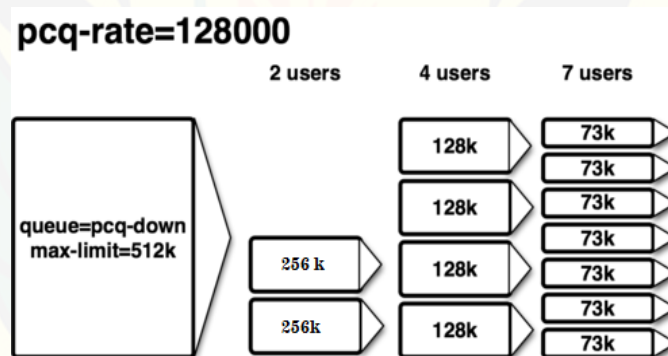 pcq-rate=128000
2 users
4 users
7 users
queue=pcq-down
max-limit=512k
256 k
256k
128k
128k
128k
128k
73k
73k
73k
73k
73k
73k
73k